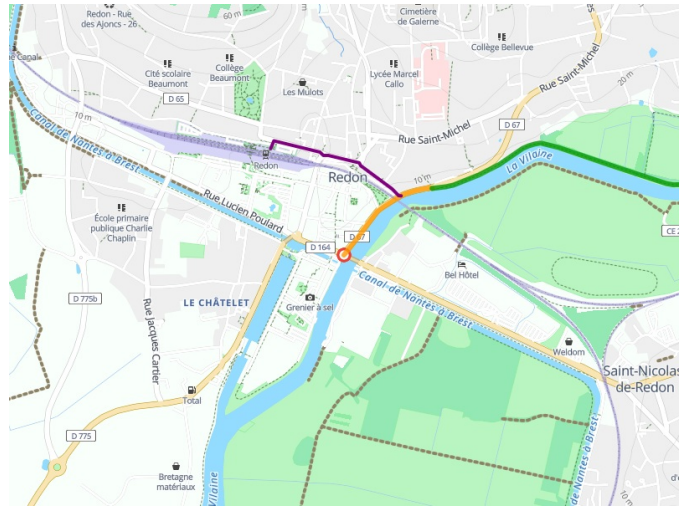 Redon - Rue
des Ajoncs - 26
60 m
Cimetière
de Galerne
Collège Bellevue
Collège
Beaumont
Cité scolaire
Beaumont
Lycée Marcel
Callo
Les Mulots
Rue Saint-Michel
20 m
D 65
10 m
Rue Saint-Michel
D 67
Canal de Nantes à Brest
Redon
La Vilaine
10 m
Redon
Rue Lucien Poulard
École primaire
publique Charlie
Chaplin
D 164
D 67
CE 2
Bel Hôtel
D 775b
LE CHÂTELET
Grenier à sel
Canal de Nantes à Brest
Rue Jacques Cartier
Weldom
Saint-Nicolas-
de-Redon
Total
D 775
Canal de Nantes à Brest
Bretagne
matériaux
Vilaine
10 m
d'